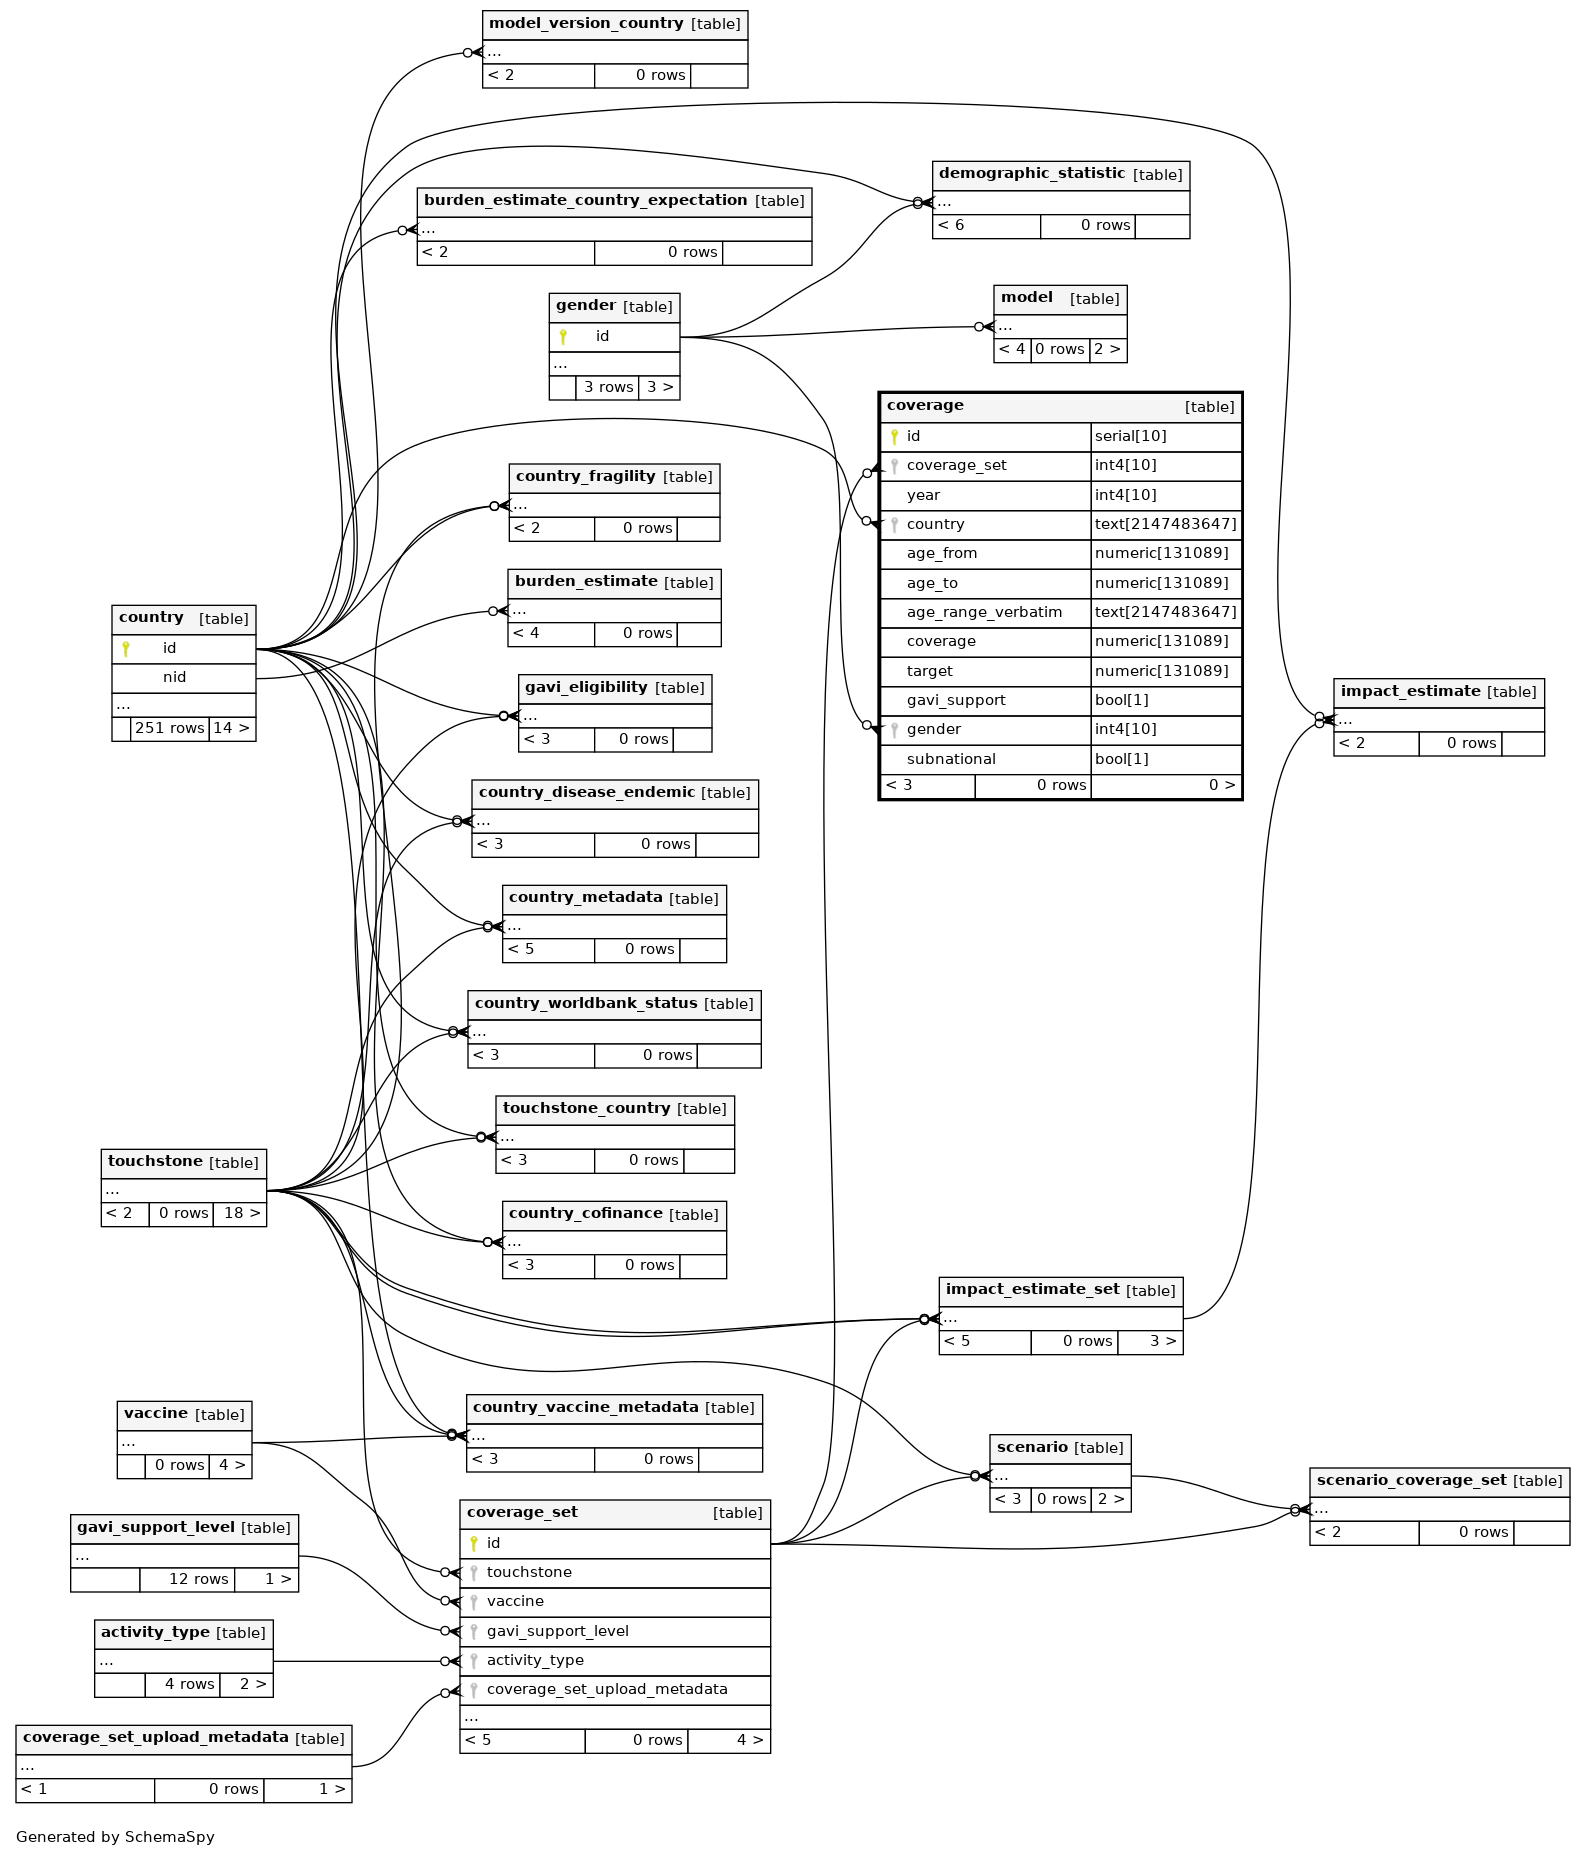 model_version_country [table]
...
< 2 0 rows
demographic_statistic [table]
...
< 6 0 rows
burden_estimate_country_expectation [table]
...
< 2 0 rows
gender [table]
id
...
3 rows 3 >
model [table]
...
< 4 0 rows 2 >
coverage [table]
id serial[10]
coverage_set int4[10]
year int4[10]
country text[2147483647]
age_from numeric[131089]
age_to numeric[131089]
age_range_verbatim text[2147483647]
coverage numeric[131089]
target numeric[131089]
gavi_support bool[1]
gender int4[10]
subnational bool[1]
< 3 0 rows 0 >
country_fragility [table]
...
< 2 0 rows
burden_estimate [table]
...
< 4 0 rows
country [table]
id
nid
...
251 rows 14 >
gavi_eligibility [table]
...
< 3 0 rows
impact_estimate [table]
...
< 2 0 rows
country_disease_endemic [table]
...
< 3 0 rows
country_metadata [table]
...
< 5 0 rows
country_worldbank_status [table]
...
< 3 0 rows
touchstone_country [table]
...
< 3 0 rows
touchstone [table]
...
< 2 0 rows 18 >
country_cofinance [table]
...
< 3 0 rows
impact_estimate_set [table]
...
< 5 0 rows 3 >
vaccine [table]
...
0 rows 4 >
country_vaccine_metadata [table]
...
< 3 0 rows
scenario [table]
...
< 3 0 rows 2 >
scenario_coverage_set [table]
...
< 2 0 rows
gavi_support_level [table]
...
12 rows 1 >
coverage_set [table]
id
touchstone
vaccine
gavi_support_level
activity_type
coverage_set_upload_metadata
...
< 5 0 rows 4 >
activity_type [table]
...
4 rows 2 >
coverage_set_upload_metadata [table]
...
< 1 0 rows 1 >
Generated by SchemaSpy